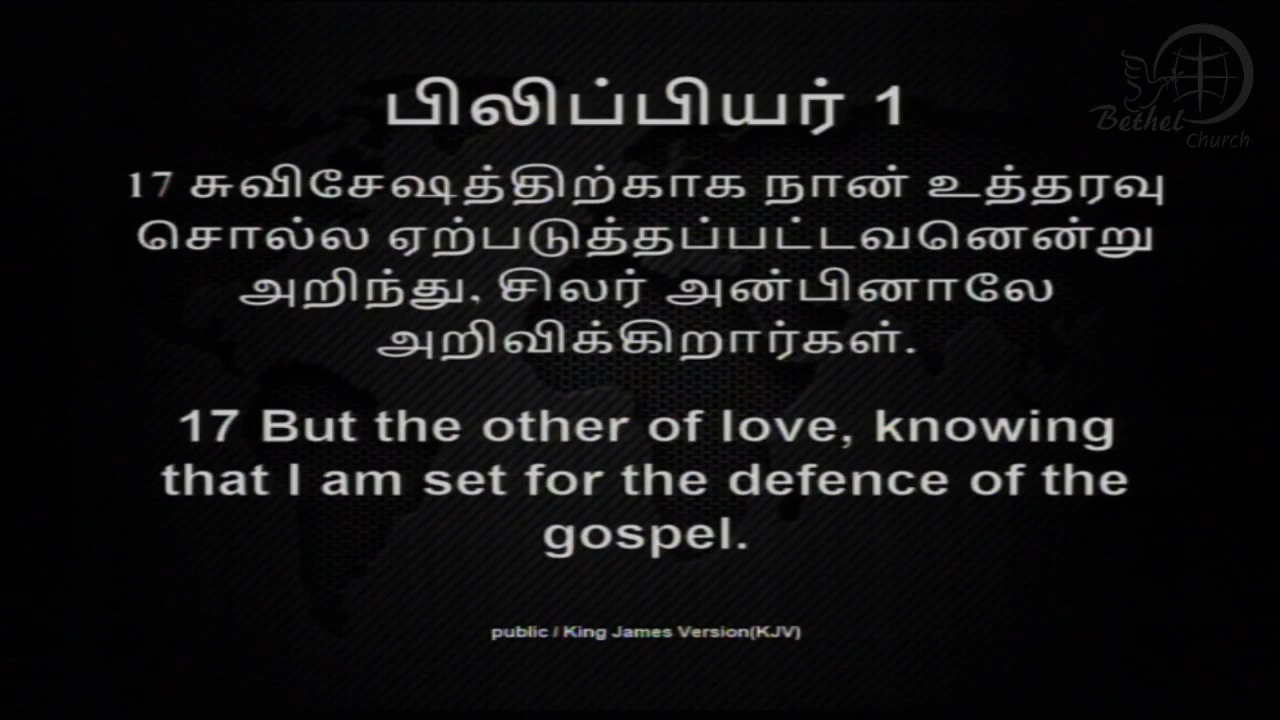 Bethel
Church
பிலிப்பியர் 1
17 சுவிசேஷத்திற்காக நான் உத்தரவு
சொல்ல ஏற்படுத்தப்பட்டவனென்று
அறிந்து, சிலர் அன்பினாலே
அறிவிக்கிறார்கள்.
17 But the other of love, knowing
that I am set for the defence of the
gospel.
public / King James Version(KJV)